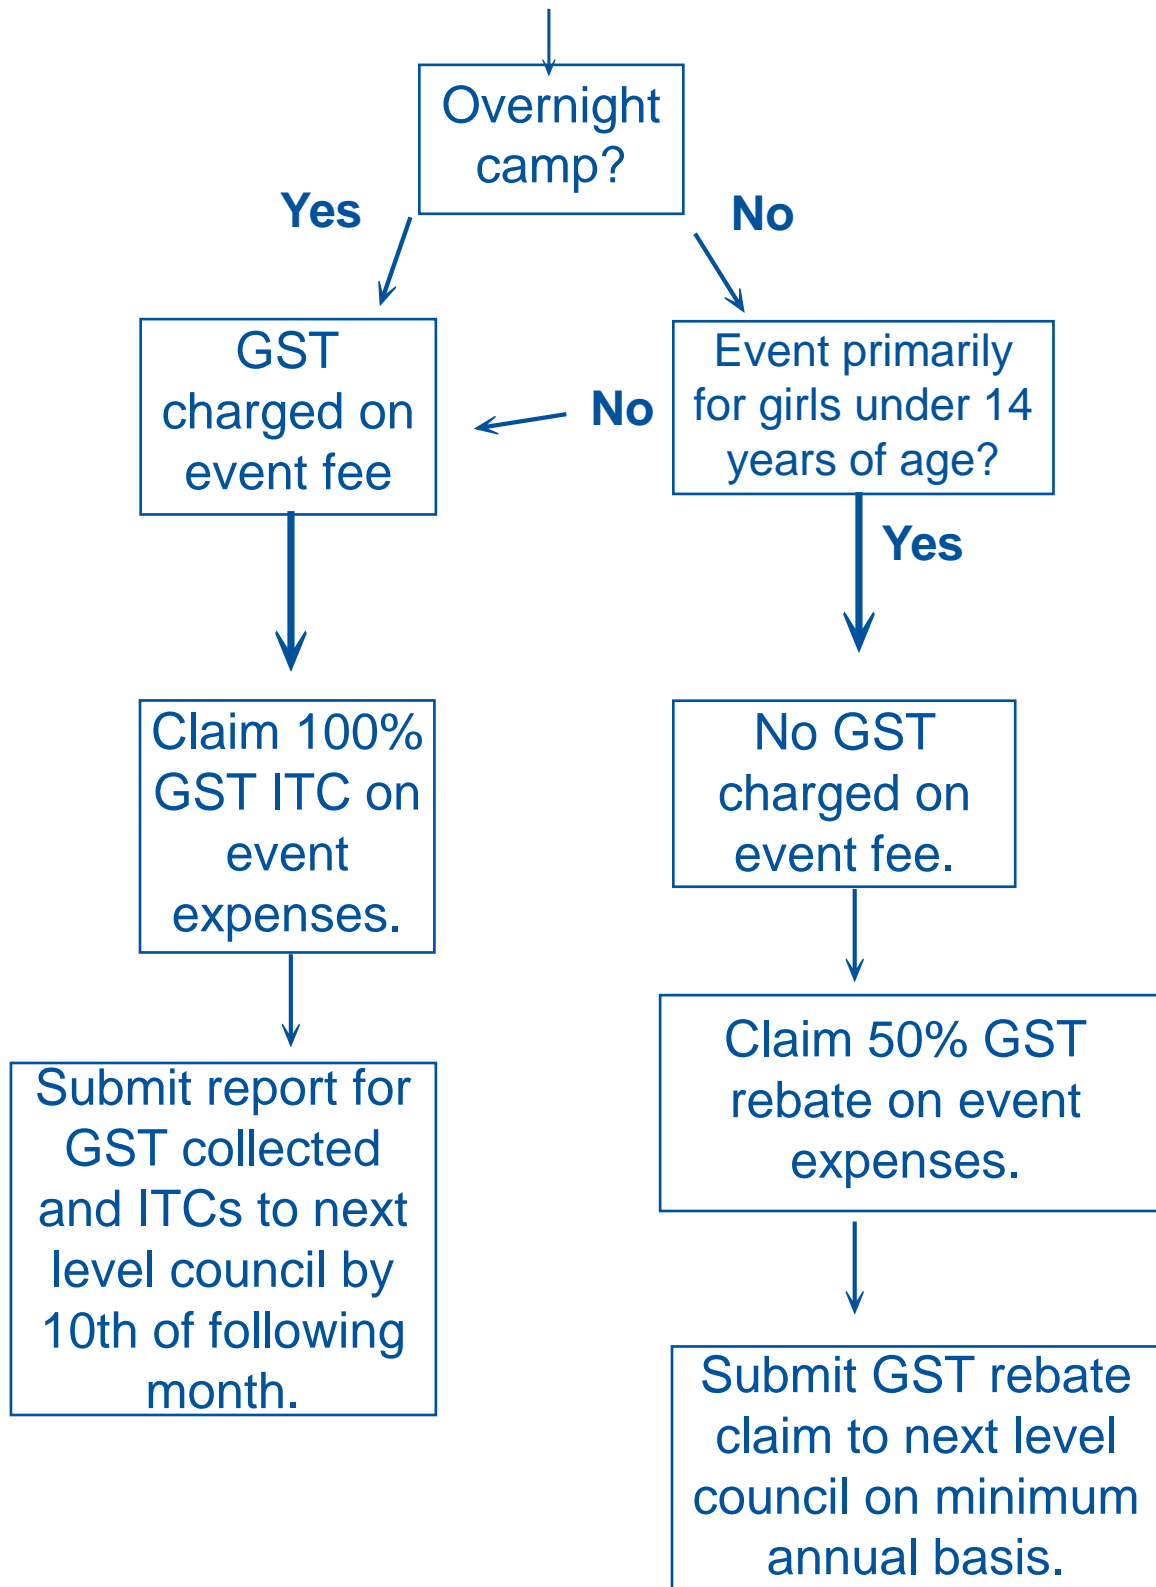 Overnight
camp?
Yes
No
GST
charged on
event fee
No
Event primarily
for girls under 14
years of age?
Yes
Claim 100%
GST ITC on
event
expenses.
No GST
charged on
event fee.
Submit report for
GST collected
and ITCs to next
level council by
10th of following
month.
Claim 50% GST
rebate on event
expenses.
Submit GST rebate
claim to next level
council on minimum
annual basis.